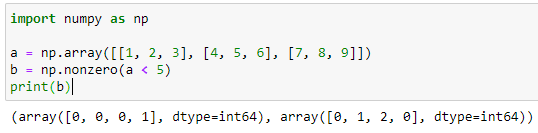 import numpy as np
a = np.array([[1, 2, 3], [4, 5, 6], [7, 8, 9]])
b = np.nonzero(a < 5)
print(b)
(array([0, 0, 0, 1], dtype=int64), array([0, 1, 2, 0], dtype=int64))